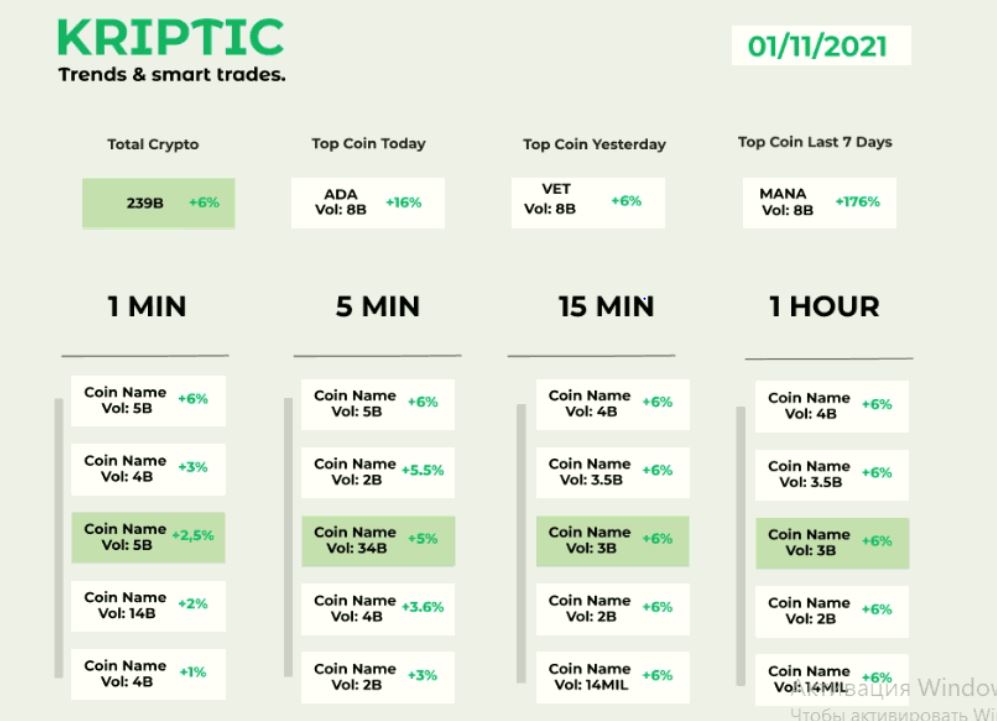 KRIPTIC
Trends & smart trades.
01/11/2021
Total Crypto
239B +6%
Top Coin Today
ADA
Vol: 8B +16%
Top Coin Yesterday
VET
Vol: 8B +6%
Top Coin Last 7 Days
MANA
Vol: 8B +176%
1 MIN
Coin Name
Vol: 5B +6%
Coin Name
Vol: 4B +3%
Coin Name
Vol: 5B +2,5%
Coin Name
Vol: 14B +2%
Coin Name
Vol: 4B +1%
5 MIN
Coin Name
Vol: 5B +6%
Coin Name
Vol: 2B +5.5%
Coin Name
Vol: 34B +5%
Coin Name
Vol: 4B +3.6%
Coin Name
Vol: 2B +3%
15 MIN
Coin Name
Vol: 4B +6%
Coin Name
Vol: 3.5B +6%
Coin Name
Vol: 3B +6%
Coin Name
Vol: 2B +6%
Coin Name
Vol: 14MIL +6%
1 HOUR
Coin Name
Vol: 4B +6%
Coin Name
Vol: 3.5B +6%
Coin Name
Vol: 3B +6%
Coin Name
Vol: 2B +6%
Coin Name
Vol: 14MIL +6%
Активация Window
Чтобы активировать Wi